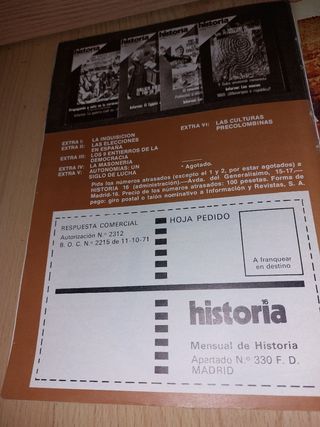 historia
historia
historia
historia
EXTRA I: LA INQUISICION
EXTRA II: LAS ELECCIONES
EN ESPAÑA
EXTRA III: LOS 9 ENTIERROS DE LA
DEMOCRACIA
EXTRA IV: LA MASONERIA
EXTRA V: AUTONOMIAS: UN
SIGLO DE LUCHA
EXTRA VI: LAS CULTURAS
PRECOLOMBINAS
* Agotado.
Pida los números atrasados (excepto el 1 y 2, por estar agotados) a
HISTORIA 16 (administración).—Avda. del Generalísimo, 15-17.—
Madrid-16. Precio de los números atrasados: 100 pesetas. Forma de
pago: giro postal o talón nominativo a Información y Revistas, S. A.
RESPUESTA COMERCIAL
Autorización N.º 2312
B. O. C. N.º 2215 de 11-10-71
HOJA PEDIDO
A franquear
en destino
historia
16
Mensual de Historia
Apartado N.º 330 F. D.
MADRID